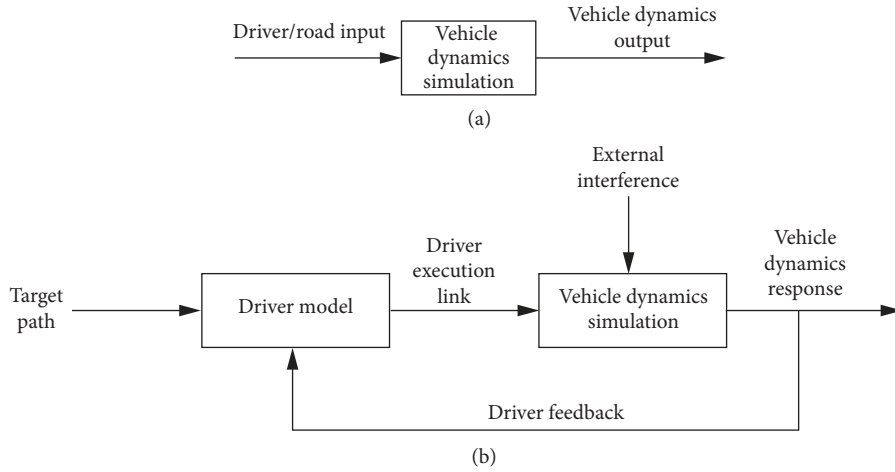 Driver/road input
Vehicle
dynamics
simulation
Vehicle dynamics
output
(a)
External
interference
Target
path
Driver model
Driver
execution
link
Vehicle dynamics
simulation
Vehicle
dynamics
response
Driver feedback
(b)